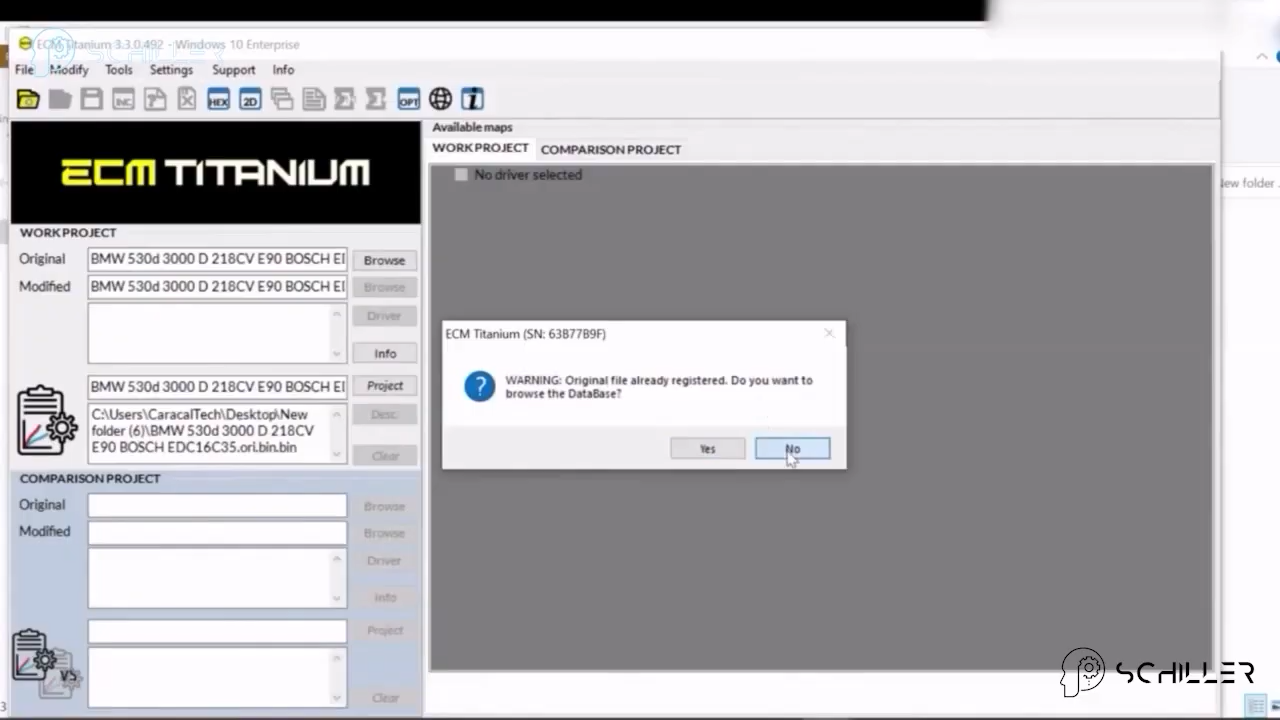 ECM Titanium 3.3.0.492 - Windows 10 Enterprise
SCHILLER
File Modify Tools Settings Support Info
HEX 2D OPT
Available maps
WORK PROJECT COMPARISON PROJECT
No driver selected
ECM TITANIUM
WORK PROJECT
Original BMW 530d 3000 D 218CV E90 BOSCH EI Browse
Modified BMW 530d 3000 D 218CV E90 BOSCH EI Browse
Driver
Info
BMW 530d 3000 D 218CV E90 BOSCH EI Project
C:\Users\CaracalTech\Desktop\New
folder (6)\BMW 530d 3000 D 218CV
E90 BOSCH EDC16C35.ori.bin.bin
Desc.
Clear
COMPARISON PROJECT
Original Browse
Modified Browse
Driver
Info
Project
VS
Clear
ECM Titanium (SN: 63B77B9F)
WARNING: Original file already registered. Do you want to
browse the DataBase?
Yes No
New folder
SCHILLER